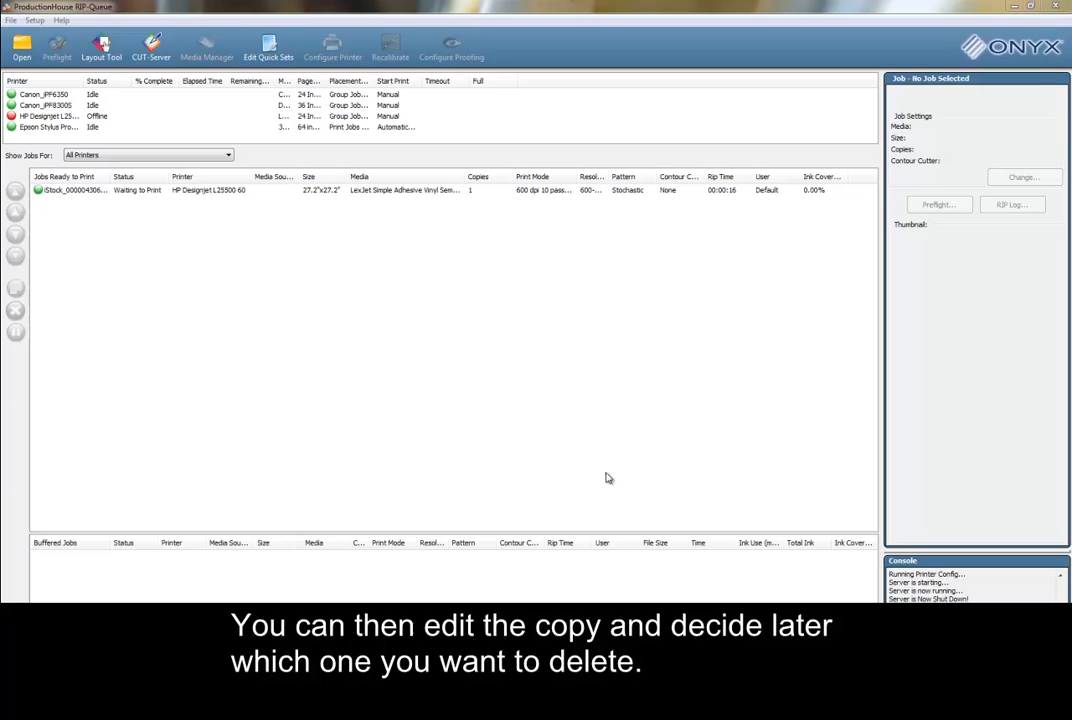 ProductionHouse RIP-Queue
File Setup Help
Open Preflight Layout Tool CUT-Server Media Manager Edit Quick Sets Configure Printer Recalibrate Configure Proofing
ONYX
Printer Status % Complete Elapsed Time Remaining... M... Page... Placement... Start Print Timeout Full
Canon_iPF6350 Idle C... 24 In... Group Job... Manual
Canon_iPF8300S Idle D... 36 In... Group Job... Manual
HP Designjet L25... Offline L... 24 In... Group Job... Manual
Epson Stylus Pro... Idle 3... 64 in... Print Jobs ... Automatic...
Show Jobs For: All Printers
Jobs Ready to Print Status Printer Media Sou... Size Media Copies Print Mode Resol... Pattern Contour C... Rip Time User Ink Cover...
iStock_000004306... Waiting to Print HP Designjet L25500 60 27.2"x27.2" LexJet Simple Adhesive Vinyl Sem... 1 600 dpi 10 pass... 600-... Stochastic None 00:00:16 Default 0.00%
Buffered Jobs Status Printer Media Sou... Size Media C... Print Mode Resol... Pattern Contour C... Rip Time User File Size Time Ink Use (m... Total Ink Ink Cover...
Job - No Job Selected
Job Settings
Media:
Size:
Copies:
Contour Cutter:
Change...
Preflight... RIP Log...
Thumbnail:
Console
Running Printer Config...
Server is starting...
Server is now running...
Server is Now Shut Down!
You can then edit the copy and decide later
which one you want to delete.